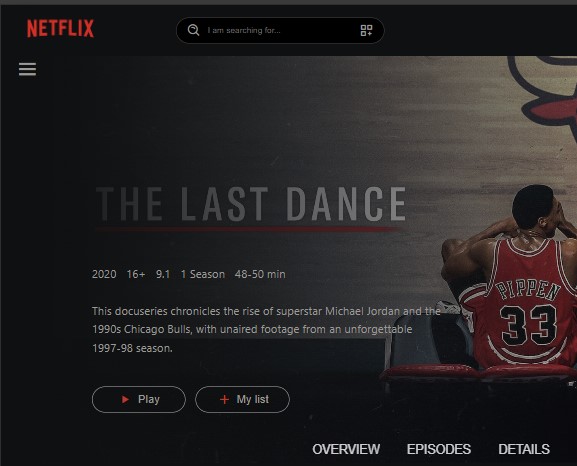 NETFLIX
I am searching for...
THE LAST DANCE
2020 16+ 9.1 1 Season 48-50 min
This docuseries chronicles the rise of superstar Michael Jordan and the
1990s Chicago Bulls, with unaired footage from an unforgettable
1997-98 season.
PIPPEN
33
Play My list
OVERVIEW EPISODES DETAILS